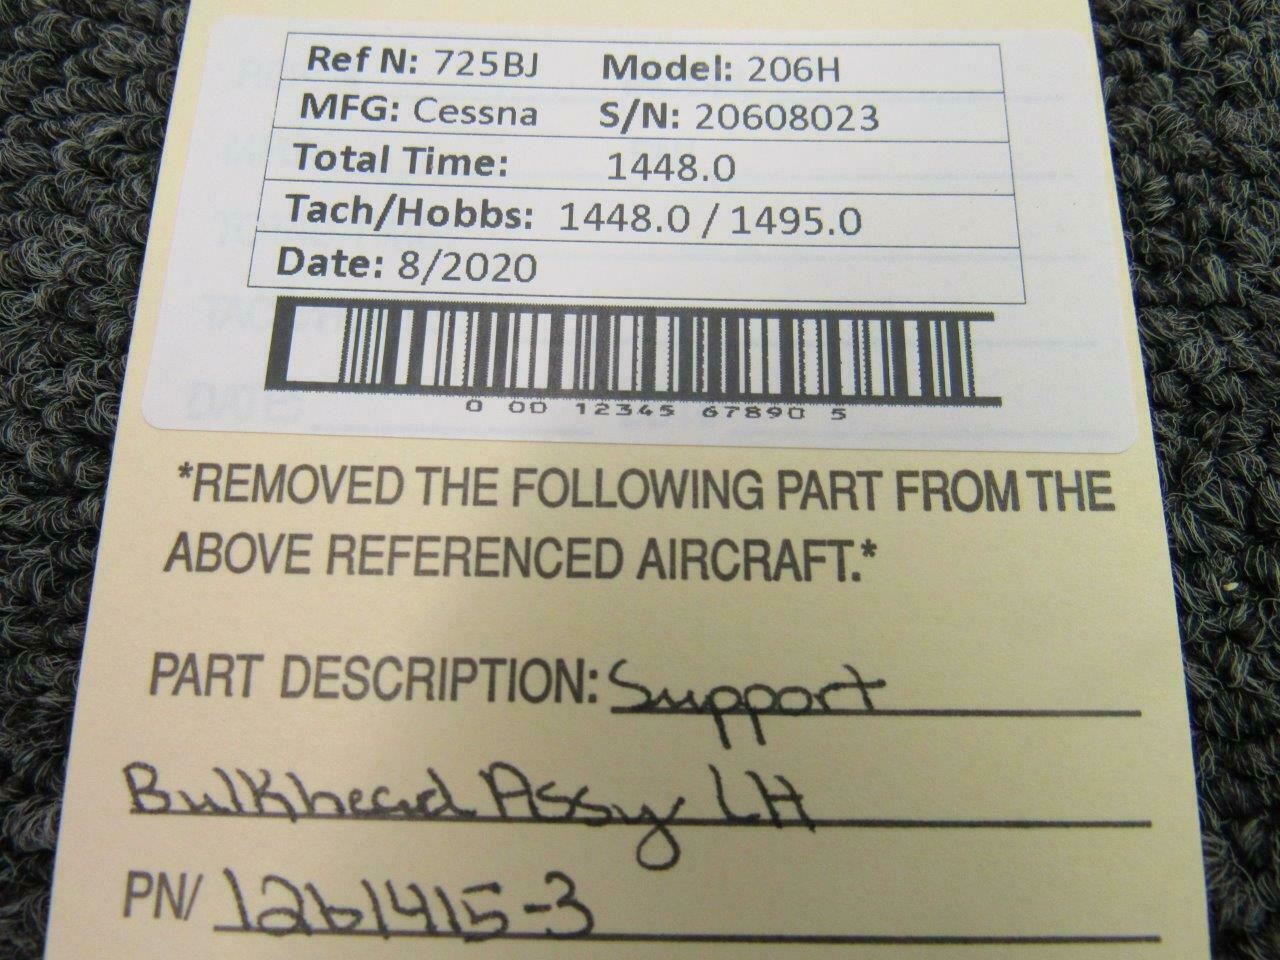 Ref N: 725BJ Model: 206H
MFG: Cessna S/N: 20608023
Total Time: 1448.0
Tach/Hobbs: 1448.0 / 1495.0
Date: 8/2020
0 00 12345 67890 5
*REMOVED THE FOLLOWING PART FROM THE
ABOVE REFERENCED AIRCRAFT.*
PART DESCRIPTION: Support
Bulkhead Assy LH
PN/ 1261415-3